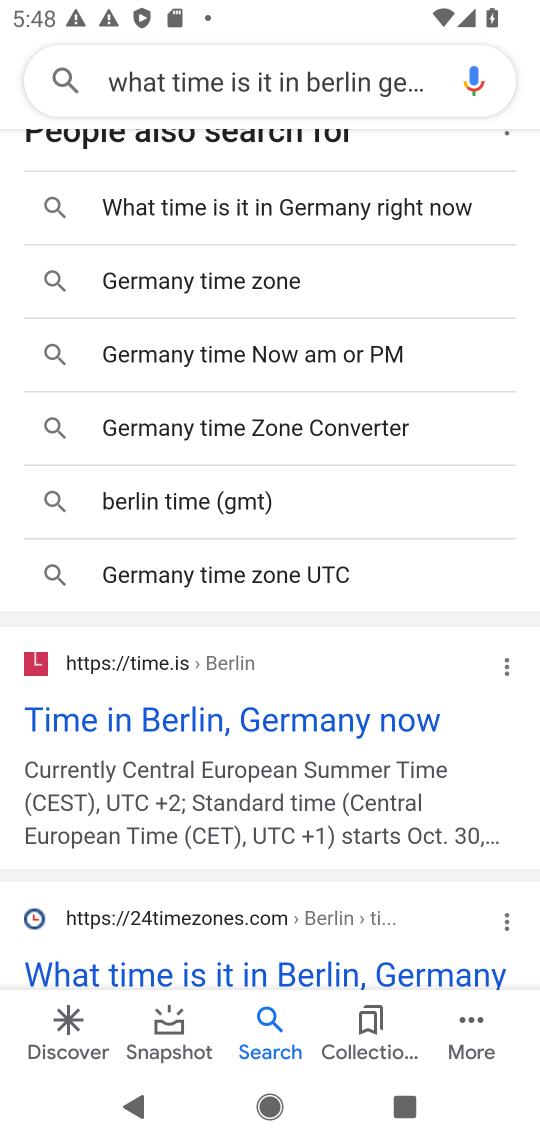 5:48
what time is it in berlin ge...
People also search for
What time is it in Germany right now
Germany time zone
Germany time Now am or PM
Germany time Zone Converter
berlin time (gmt)
Germany time zone UTC
https://time.is › Berlin
Time in Berlin, Germany now
Currently Central European Summer Time
(CEST), UTC +2; Standard time (Central
European Time (CET), UTC +1) starts Oct. 30,...
https://24timezones.com › Berlin › ti...
What time is it in Berlin, Germany
Discover Snapshot Search Collectio... More